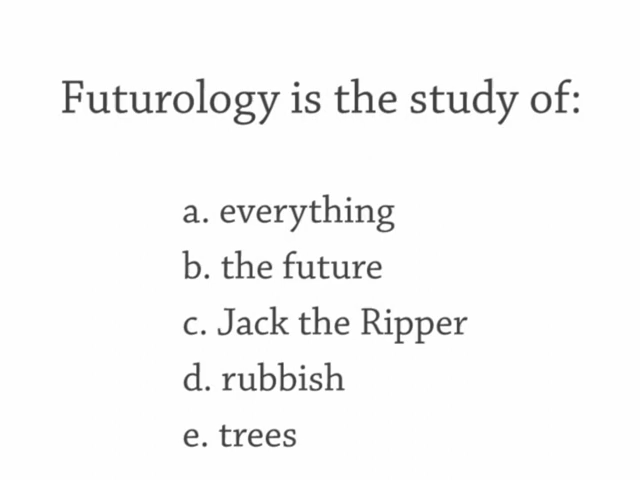 Futurology is the study of:
a. everything
b. the future
c. Jack the Ripper
d. rubbish
e. trees